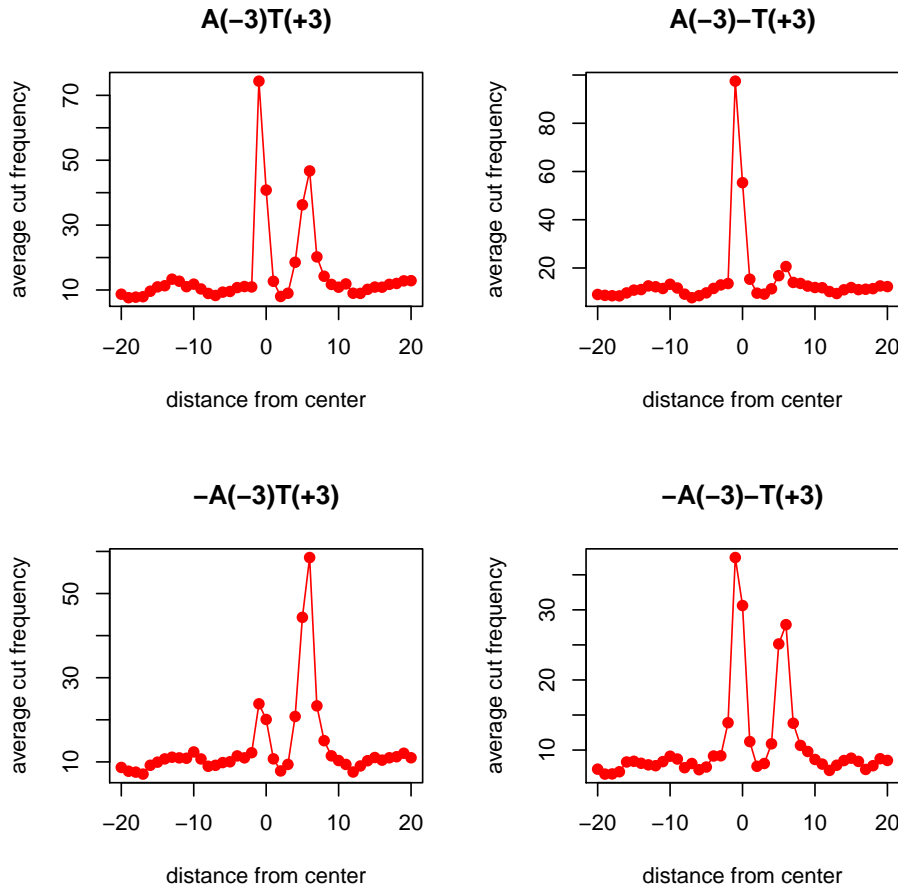 A(−3)T(+3)
average cut frequency
70
50
30
10
−20 −10 0 10 20
distance from center
A(−3)−T(+3)
average cut frequency
80
60
40
20
−20 −10 0 10 20
distance from center
−A(−3)T(+3)
average cut frequency
50
30
10
−20 −10 0 10 20
distance from center
−A(−3)−T(+3)
average cut frequency
30
20
10
−20 −10 0 10 20
distance from center